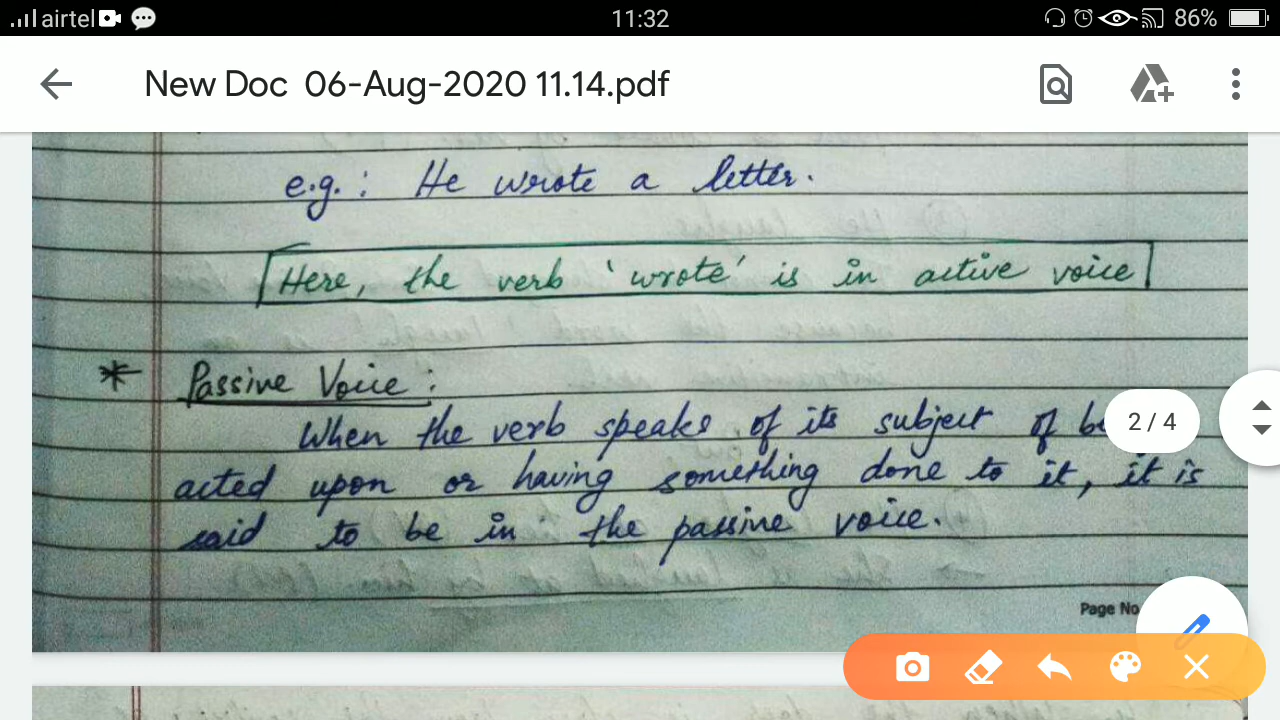 airtel
11:32
86%
New Doc 06-Aug-2020 11.14.pdf
e.g. : He wrote a letter.
Here, the verb 'wrote' is in active voice
* Passive Voice :
When the verb speaks of its subject of
2 / 4
acted upon or having something done to it, it is
said to be in the passive voice.
Page No